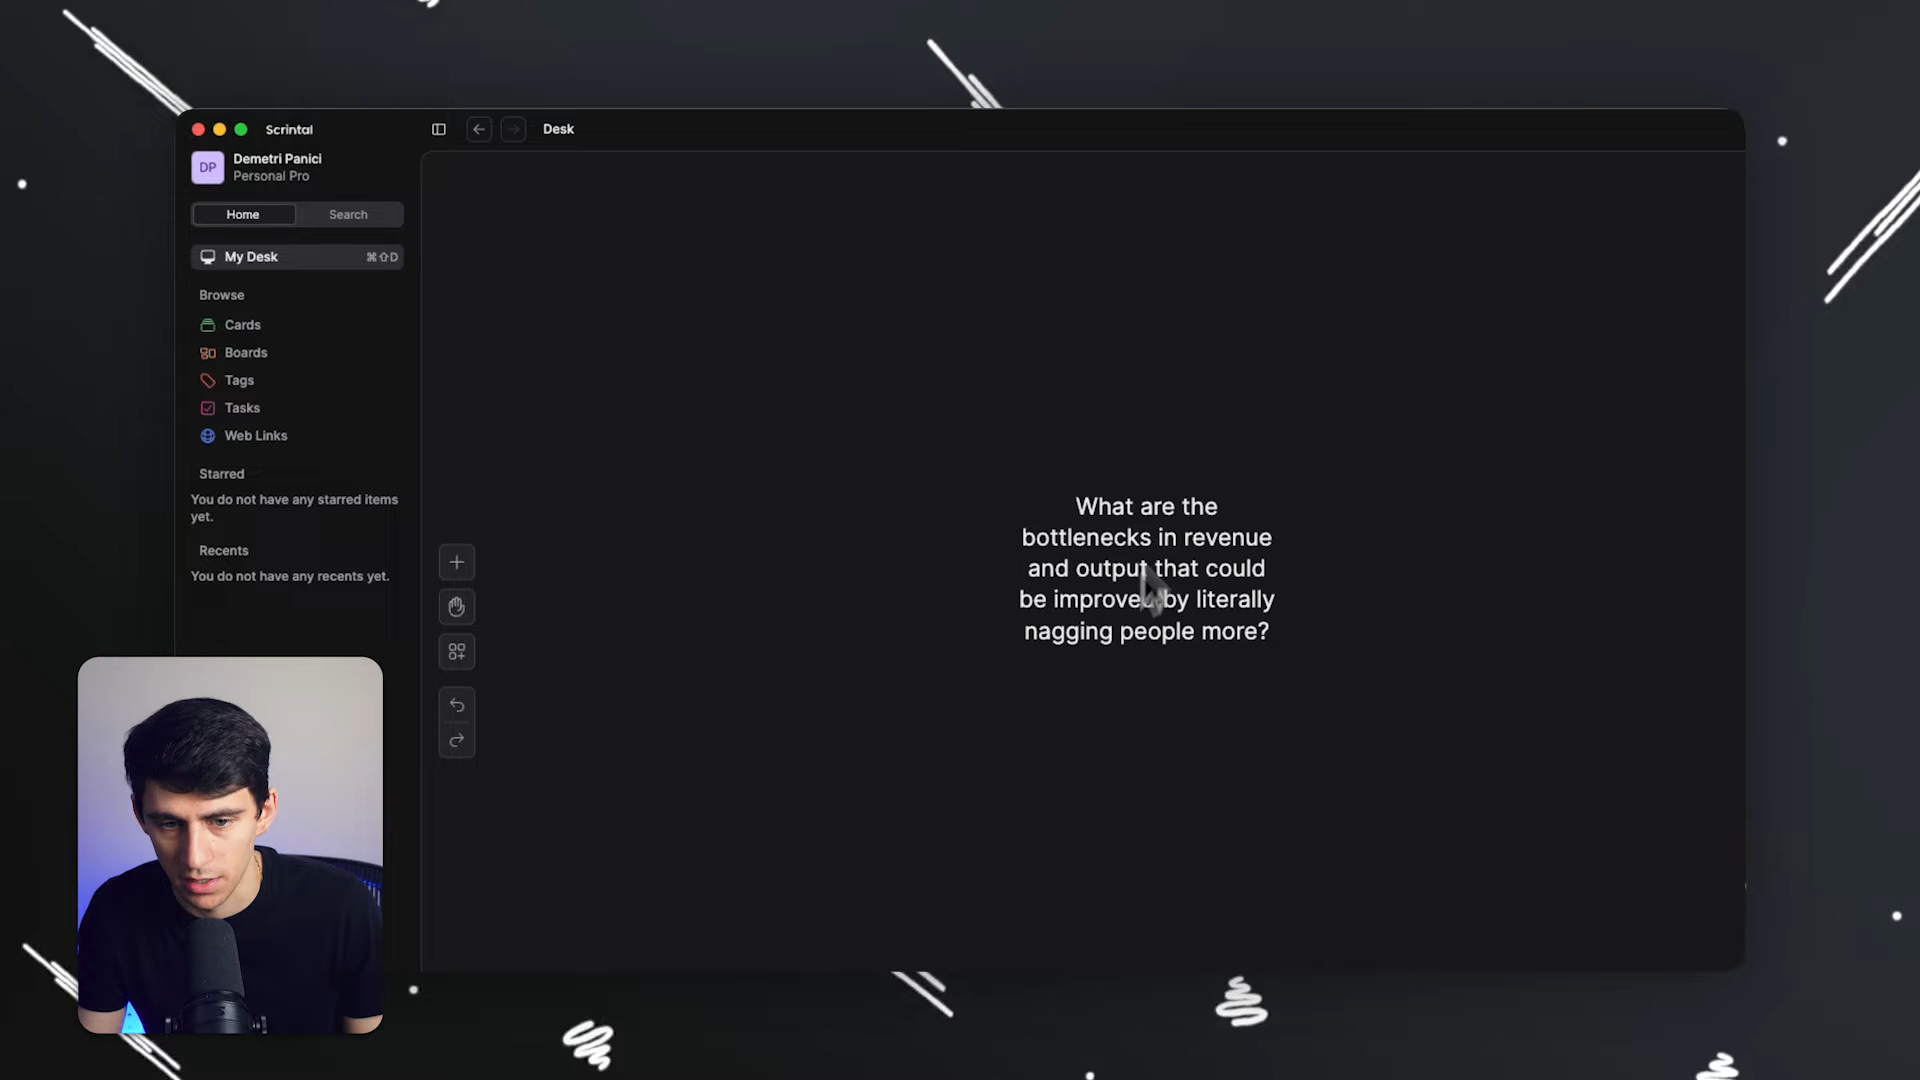 Scrintal
Desk
DP
Demetri Panici
Personal Pro
Home
Search
My Desk
⌘⇧D
Browse
Cards
Boards
Tags
Tasks
Web Links
Starred
You do not have any starred items
yet.
Recents
You do not have any recents yet.
What are the
bottlenecks in revenue
and output that could
be improved by literally
nagging people more?